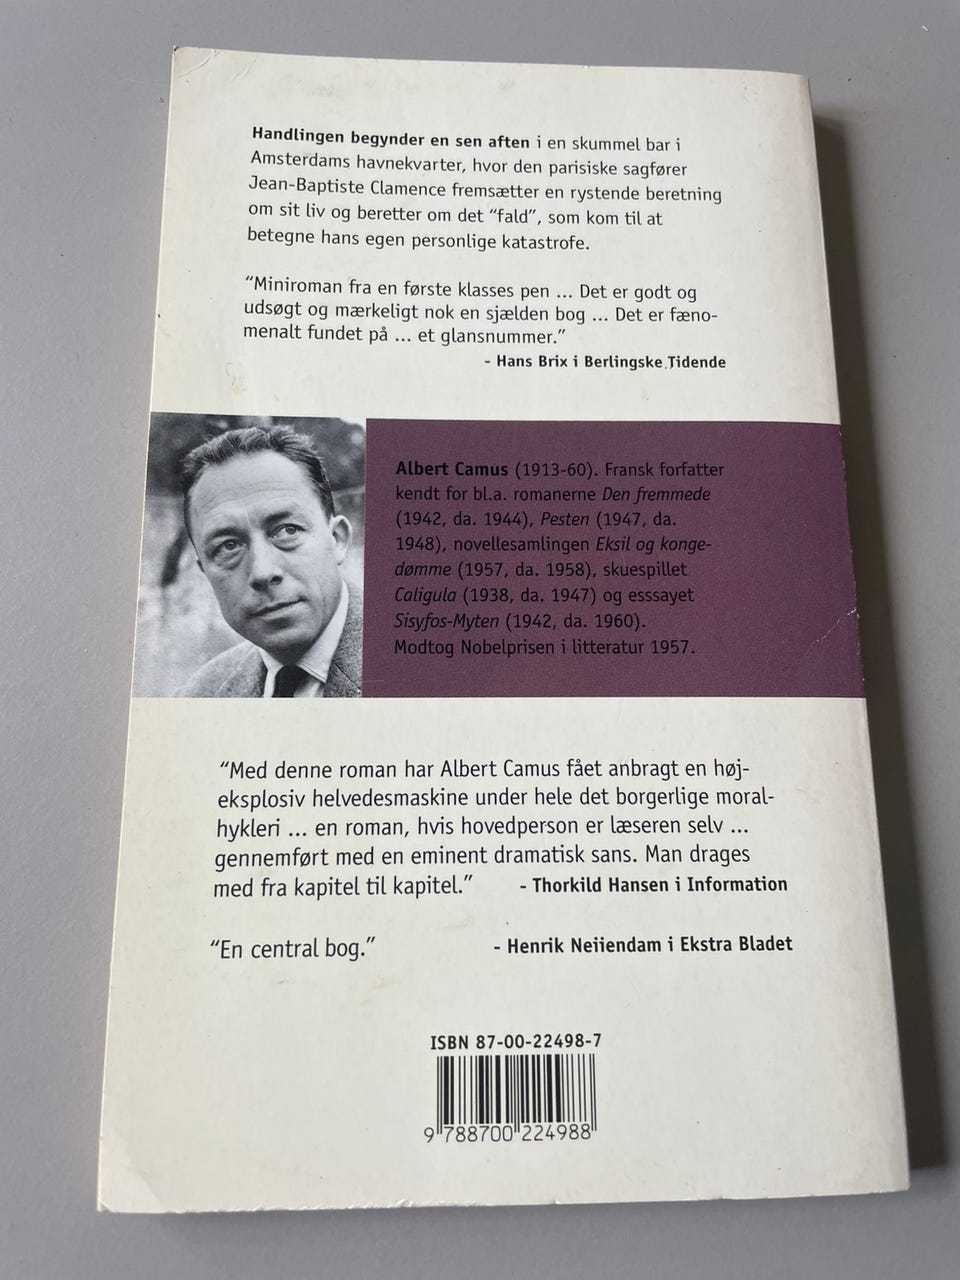 Handlingen begynder en sen aften i en skummel bar i
Amsterdams havnekvarter, hvor den parisiske sagfører
Jean-Baptiste Clamence fremsætter en rystende beretning
om sit liv og beretter om det “fald”, som kom til at
betegne hans egen personlige katastrofe.
“Miniroman fra en første klasses pen ... Det er godt og
udsøgt og mærkeligt nok en sjælden bog ... Det er fæno-
menalt fundet på ... et glansnummer.”
- Hans Brix i Berlingske Tidende
Albert Camus (1913-60). Fransk forfatter
kendt for bl.a. romanerne Den fremmede
(1942, da. 1944), Pesten (1947, da.
1948), novellesamlingen Eksil og konge-
dømme (1957, da. 1958), skuespillet
Caligula (1938, da. 1947) og esssayet
Sisyfos-Myten (1942, da. 1960).
Modtog Nobelprisen i litteratur 1957.
“Med denne roman har Albert Camus fået anbragt en høj-
eksplosiv helvedesmaskine under hele det borgerlige moral-
hykleri ... en roman, hvis hovedperson er læseren selv ...
gennemført med en eminent dramatisk sans. Man drages
med fra kapitel til kapitel.” - Thorkild Hansen i Information
“En central bog.” - Henrik Neiiendam i Ekstra Bladet
ISBN 87-00-22498-7
9 788700 224988